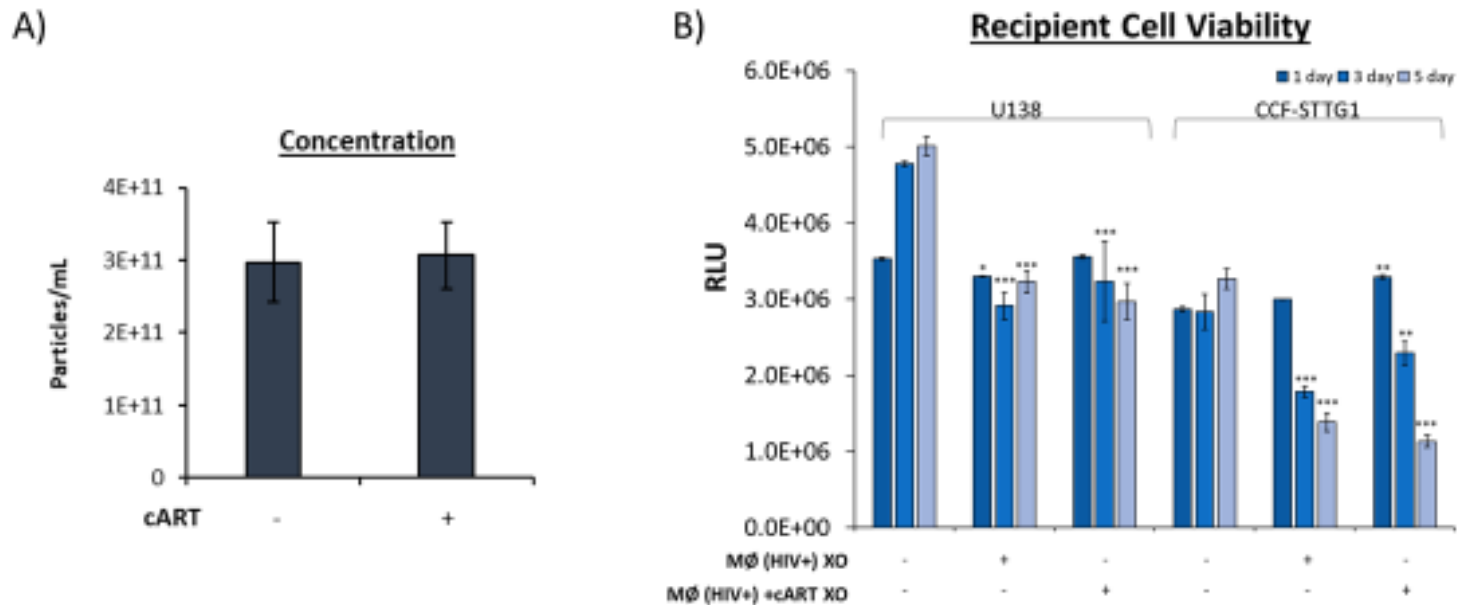 A)
Concentration
Particles/mL
4E+11
3E+11
2E+11
1E+11
0
cART - +
B)
Recipient Cell Viability
1 day 3 day 5 day
U138 CCF-STTG1
RLU
6.0E+06
5.0E+06
4.0E+06
3.0E+06
2.0E+06
1.0E+06
0.0E+00
* *** *** *** *** *** *** ** ** ***
MØ (HIV+) XO - + - - + -
MØ (HIV+) +cART XO - - + - - +